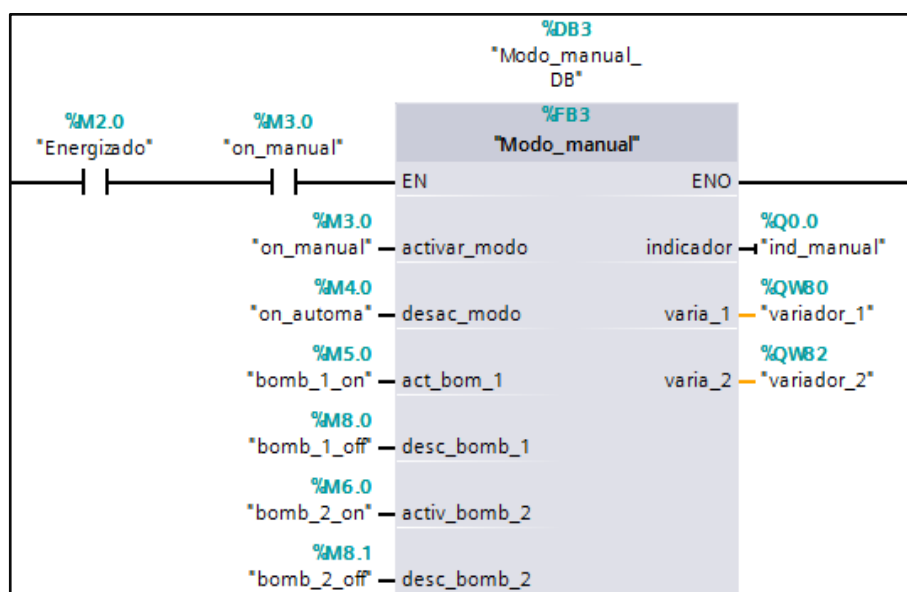 %DB3
"Modo_manual_
DB"
%M2.0
"Energizado"
%M3.0
"on_manual"
%FB3
"Modo_manual"
EN
ENO
%M3.0
"on_manual"
activar_modo
indicador
%Q0.0
"ind_manual"
%M4.0
"on_automa"
desac_modo
varia_1
%QW80
"variador_1"
%M5.0
"bomb_1_on"
act_bom_1
varia_2
%QW82
"variador_2"
%M8.0
"bomb_1_off"
desc_bomb_1
%M6.0
"bomb_2_on"
activ_bomb_2
%M8.1
"bomb_2_off"
desc_bomb_2